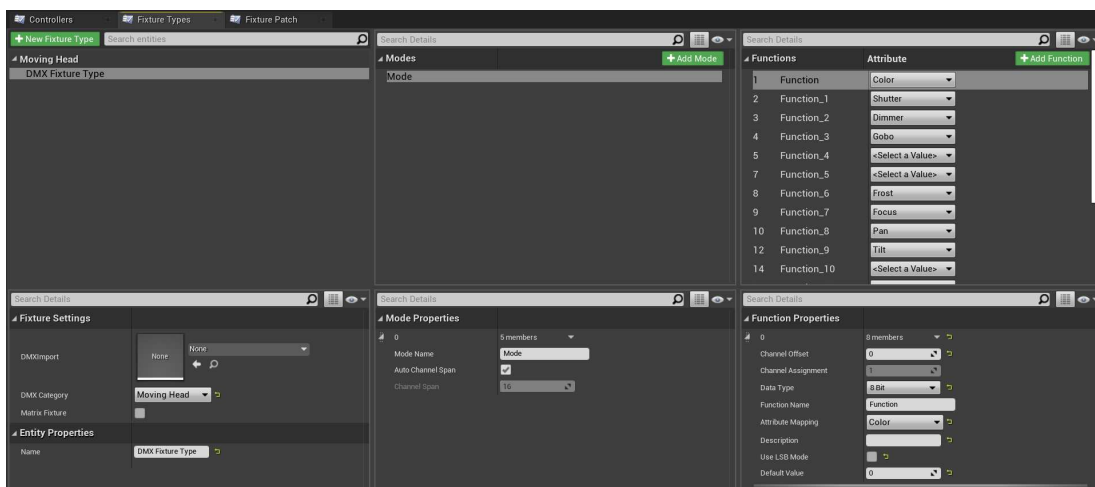 Controllers
Fixture Types
Fixture Patch
New Fixture Type
Search entities
Moving Head
DMX Fixture Type
Search Details
Modes
Add Mode
Mode
Search Details
Functions Attribute
Add Function
1 Function Color
2 Function_1 Shutter
3 Function_2 Dimmer
4 Function_3 Gobo
5 Function_4 <Select a Value>
7 Function_5 <Select a Value>
8 Function_6 Frost
9 Function_7 Focus
10 Function_8 Pan
12 Function_9 Tilt
14 Function_10 <Select a Value>
Search Details
Fixture Settings
DMXImport None None
DMX Category Moving Head
Matrix Fixture
Entity Properties
Name DMX Fixture Type
Search Details
Mode Properties
0 5 members
Mode Name Mode
Auto Channel Span
Channel Span 16
Search Details
Function Properties
0 8 members
Channel Offset 0
Channel Assignment 1
Data Type 8 Bit
Function Name Function
Attribute Mapping Color
Description
Use LSB Mode
Default Value 0